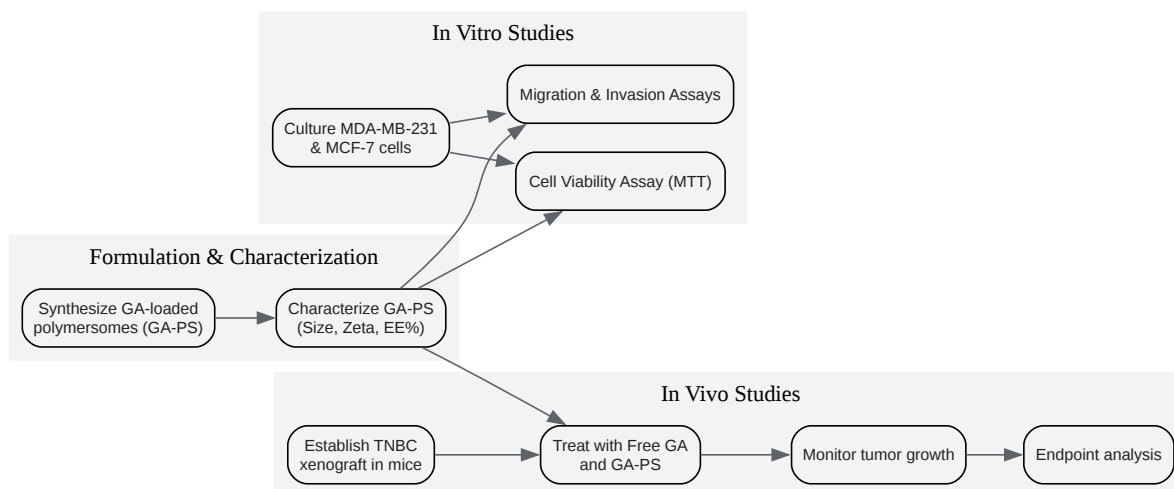 In Vitro Studies
Migration & Invasion Assays
Culture MDA-MB-231
& MCF-7 cells
Cell Viability Assay (MTT)
Formulation & Characterization
Synthesize GA-loaded
polymersomes (GA-PS)
Characterize GA-PS
(Size, Zeta, EE%)
In Vivo Studies
Establish TNBC
xenograft in mice
Treat with Free GA
and GA-PS
Monitor tumor growth
Endpoint analysis